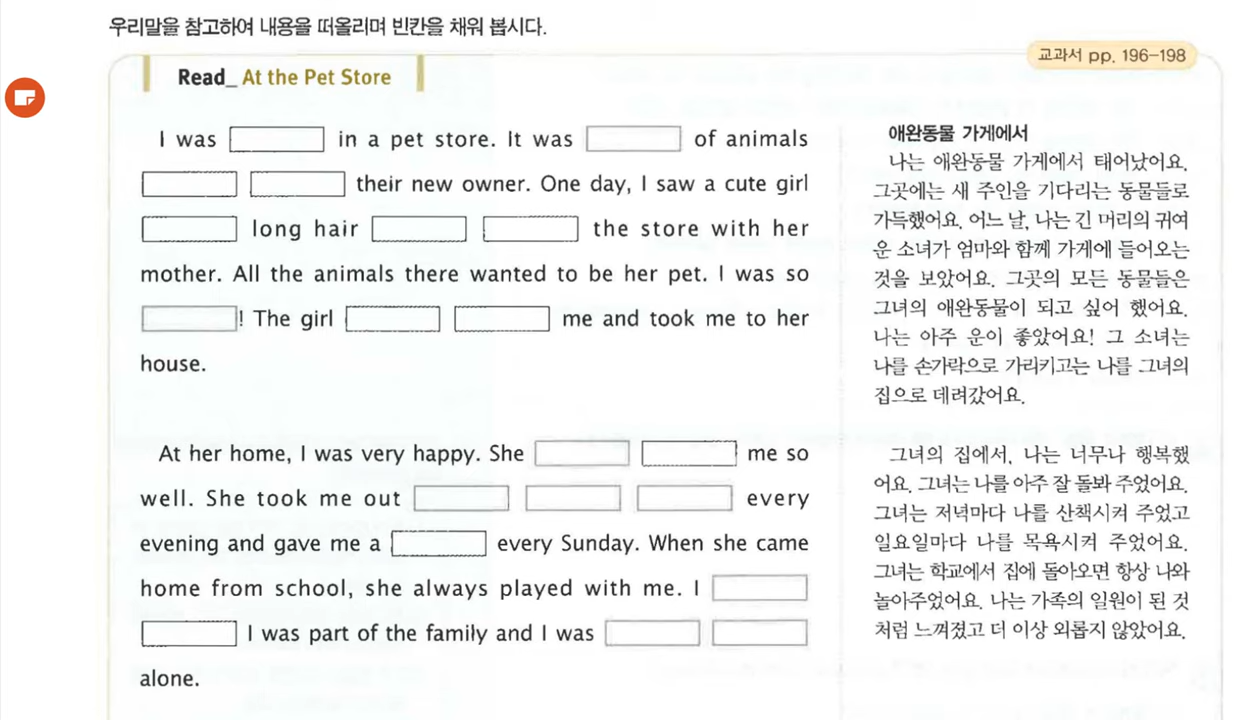 우리말을 참고하여 내용을 떠올리며 빈칸을 채워 봅시다.
교과서 pp. 196–198
Read_ At the Pet Store
I was in a pet store. It was of animals
their new owner. One day, I saw a cute girl
long hair the store with her
mother. All the animals there wanted to be her pet. I was so
! The girl me and took me to her
house.
At her home, I was very happy. She me so
well. She took me out every
evening and gave me a every Sunday. When she came
home from school, she always played with me. I
I was part of the family and I was
alone.
애완동물 가게에서
나는 애완동물 가게에서 태어났어요.
그곳에는 새 주인을 기다리는 동물들로
가득했어요. 어느 날, 나는 긴 머리의 귀여
운 소녀가 엄마와 함께 가게에 들어오는
것을 보았어요. 그곳의 모든 동물들은
그녀의 애완동물이 되고 싶어 했어요.
나는 아주 운이 좋았어요! 그 소녀는
나를 손가락으로 가리키고는 나를 그녀의
집으로 데려갔어요.
그녀의 집에서, 나는 너무나 행복했
어요. 그녀는 나를 아주 잘 돌봐 주었어요.
그녀는 저녁마다 나를 산책시켜 주었고
일요일마다 나를 목욕시켜 주었어요.
그녀는 학교에서 집에 돌아오면 항상 나와
놀아주었어요. 나는 가족의 일원이 된 것
처럼 느껴졌고 더 이상 외롭지 않았어요.